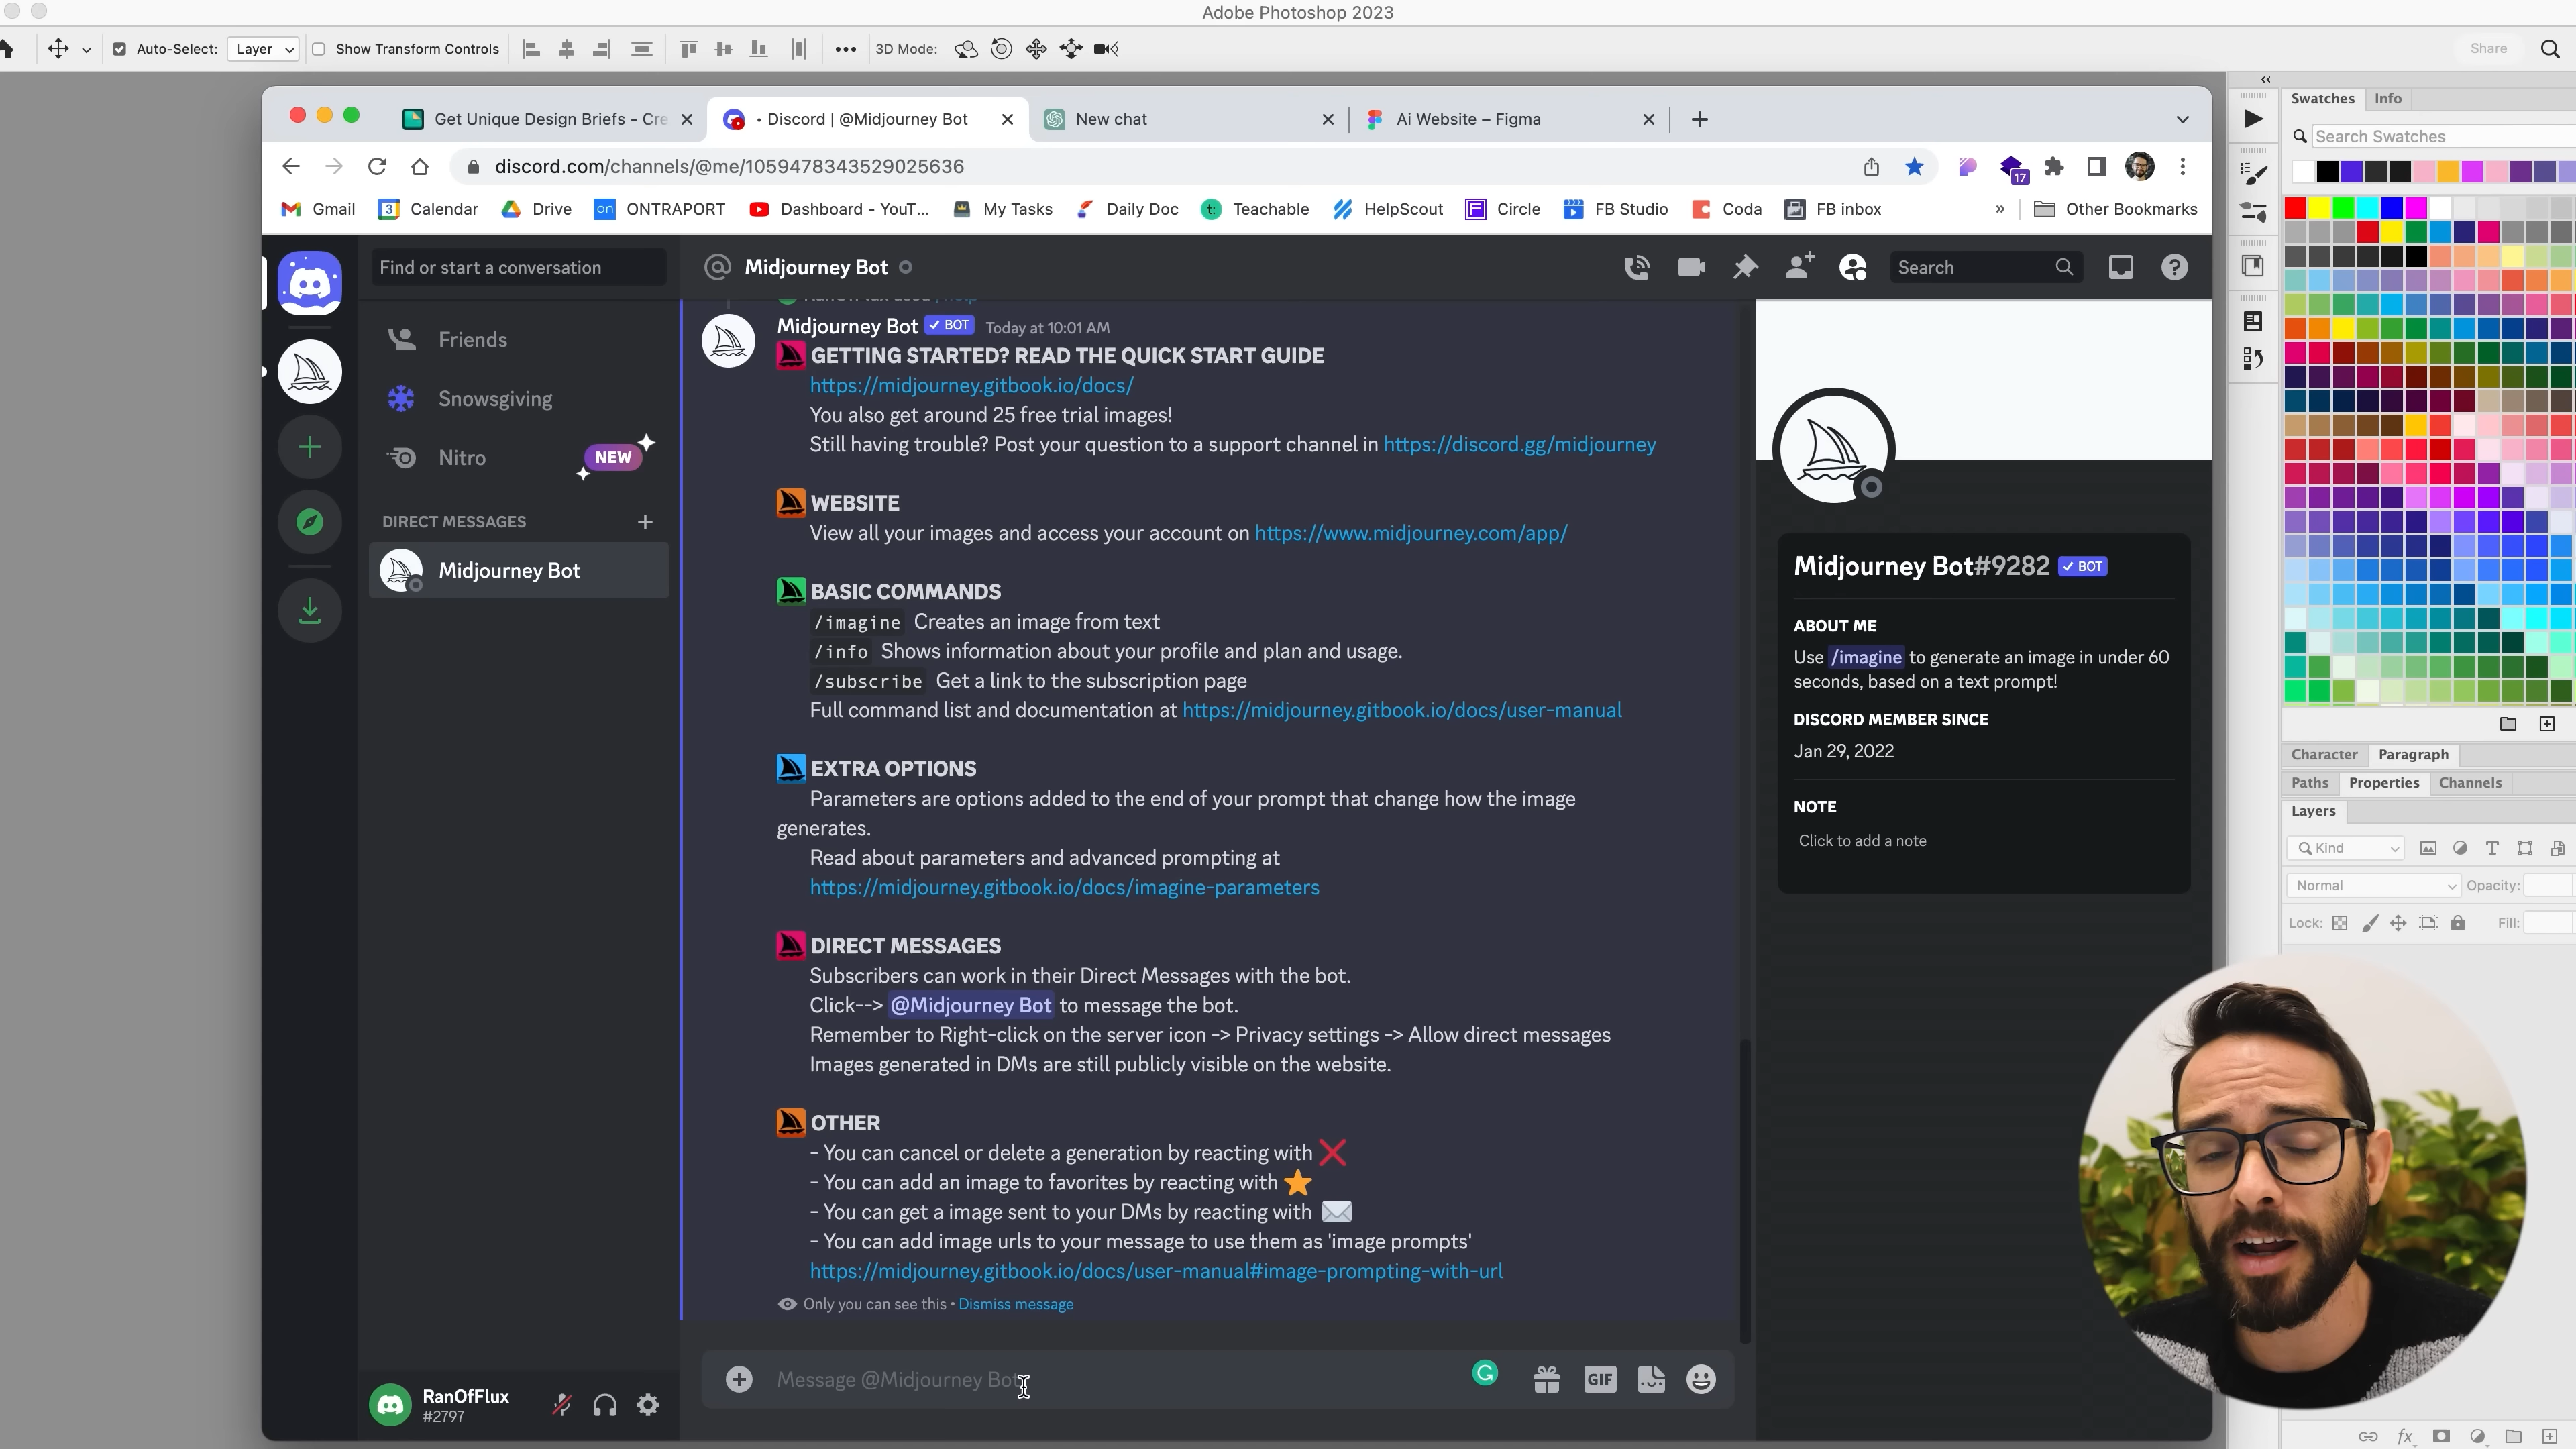 Adobe Photoshop 2023
Auto-Select: Layer Show Transform Controls 3D Mode: Share
Get Unique Design Briefs - Cre
• Discord | @Midjourney Bot
New chat
Ai Website – Figma
discord.com/channels/@me/1059478343529025636
17
Gmail
3 Calendar
Drive
on ONTRAPORT
Dashboard - YouT...
My Tasks
Daily Doc
t: Teachable
HelpScout
Circle
FB Studio
Coda
FB inbox
»
Other Bookmarks
Find or start a conversation
Friends
Snowsgiving
Nitro NEW
DIRECT MESSAGES
Midjourney Bot
RanOfFlux
#2797
Midjourney Bot
Search
Midjourney Bot BOT Today at 10:01 AM
GETTING STARTED? READ THE QUICK START GUIDE
https://midjourney.gitbook.io/docs/
You also get around 25 free trial images!
Still having trouble? Post your question to a support channel in https://discord.gg/midjourney
WEBSITE
View all your images and access your account on https://www.midjourney.com/app/
BASIC COMMANDS
/imagine Creates an image from text
/info Shows information about your profile and plan and usage.
/subscribe Get a link to the subscription page
Full command list and documentation at https://midjourney.gitbook.io/docs/user-manual
EXTRA OPTIONS
Parameters are options added to the end of your prompt that change how the image
generates.
Read about parameters and advanced prompting at
https://midjourney.gitbook.io/docs/imagine-parameters
DIRECT MESSAGES
Subscribers can work in their Direct Messages with the bot.
Click--> @Midjourney Bot to message the bot.
Remember to Right-click on the server icon -> Privacy settings -> Allow direct messages
Images generated in DMs are still publicly visible on the website.
OTHER
- You can cancel or delete a generation by reacting with ❌
- You can add an image to favorites by reacting with ⭐
- You can get a image sent to your DMs by reacting with ✉️
- You can add image urls to your message to use them as 'image prompts'
https://midjourney.gitbook.io/docs/user-manual#image-prompting-with-url
Only you can see this • Dismiss message
Message @Midjourney Bot
GIF
Midjourney Bot#9282 BOT
ABOUT ME
Use /imagine to generate an image in under 60
seconds, based on a text prompt!
DISCORD MEMBER SINCE
Jan 29, 2022
NOTE
Click to add a note
Swatches Info
Search Swatches
Character Paragraph
Paths Properties Channels
Layers
Kind
Normal Opacity:
Lock: Fill:
fx